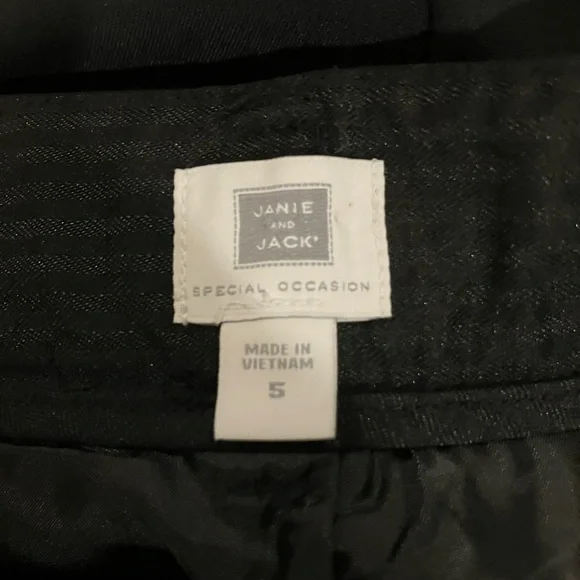 JANIE
AND
JACK®
SPECIAL OCCASION
MADE IN
VIETNAM
5